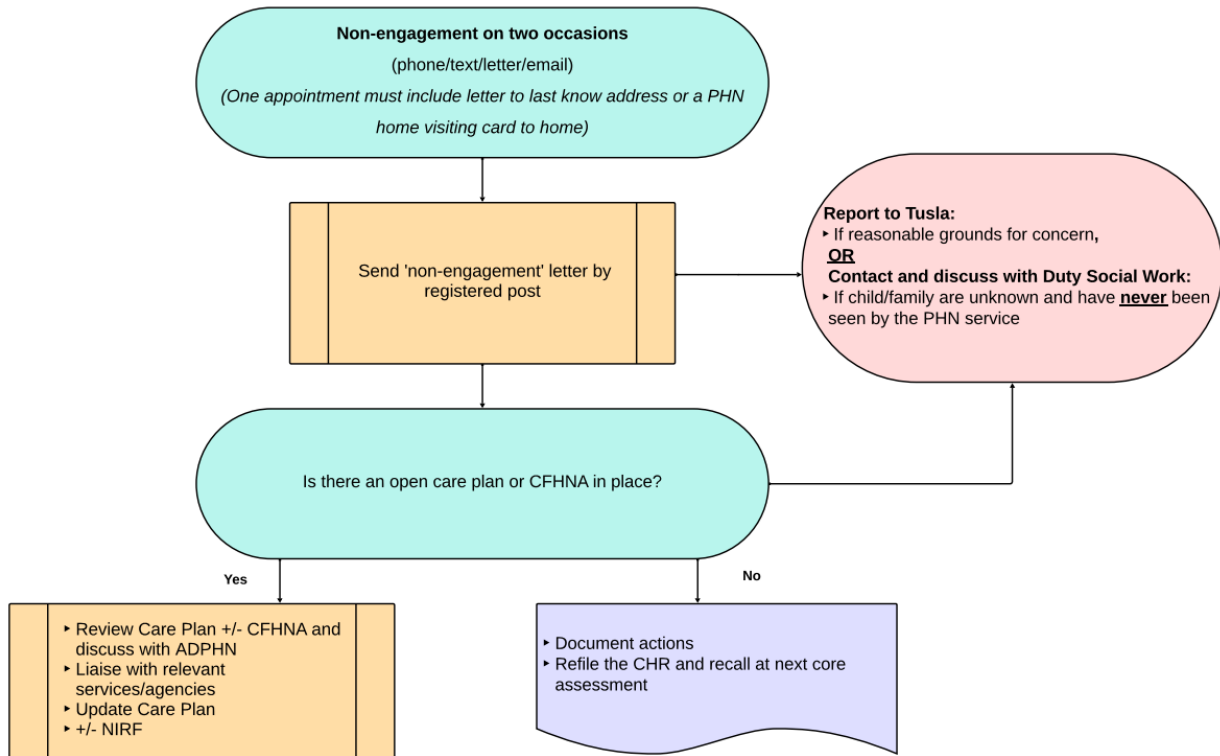 Non-engagement on two occasions
(phone/text/letter/email)
(One appointment must include letter to last know address or a PHN
home visiting card to home)
Send 'non-engagement' letter by
registered post
Report to Tusla:
‣ If reasonable grounds for concern,
OR
Contact and discuss with Duty Social Work:
‣ If child/family are unknown and have never been
seen by the PHN service
Is there an open care plan or CFHNA in place?
Yes
No
‣ Review Care Plan +/- CFHNA and
discuss with ADPHN
‣ Liaise with relevant
services/agencies
‣ Update Care Plan
‣ +/- NIRF
‣ Document actions
‣ Refile the CHR and recall at next core
assessment